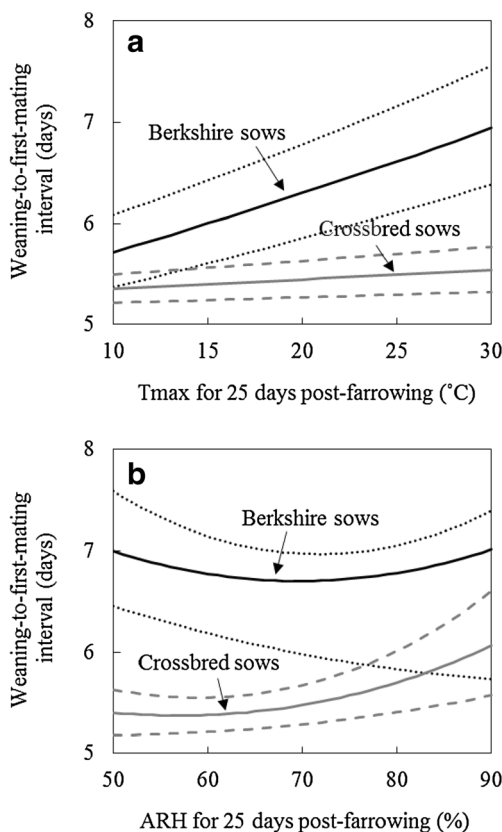 a
8
7
6
5
Weaning-to-first-mating
interval (days)
Berkshire sows
Crossbred sows
10 15 20 25 30
Tmax for 25 days post-farrowing (˚C)
b
8
7
6
5
Weaning-to-first-mating
interval (days)
Berkshire sows
Crossbred sows
50 60 70 80 90
ARH for 25 days post-farrowing (%)